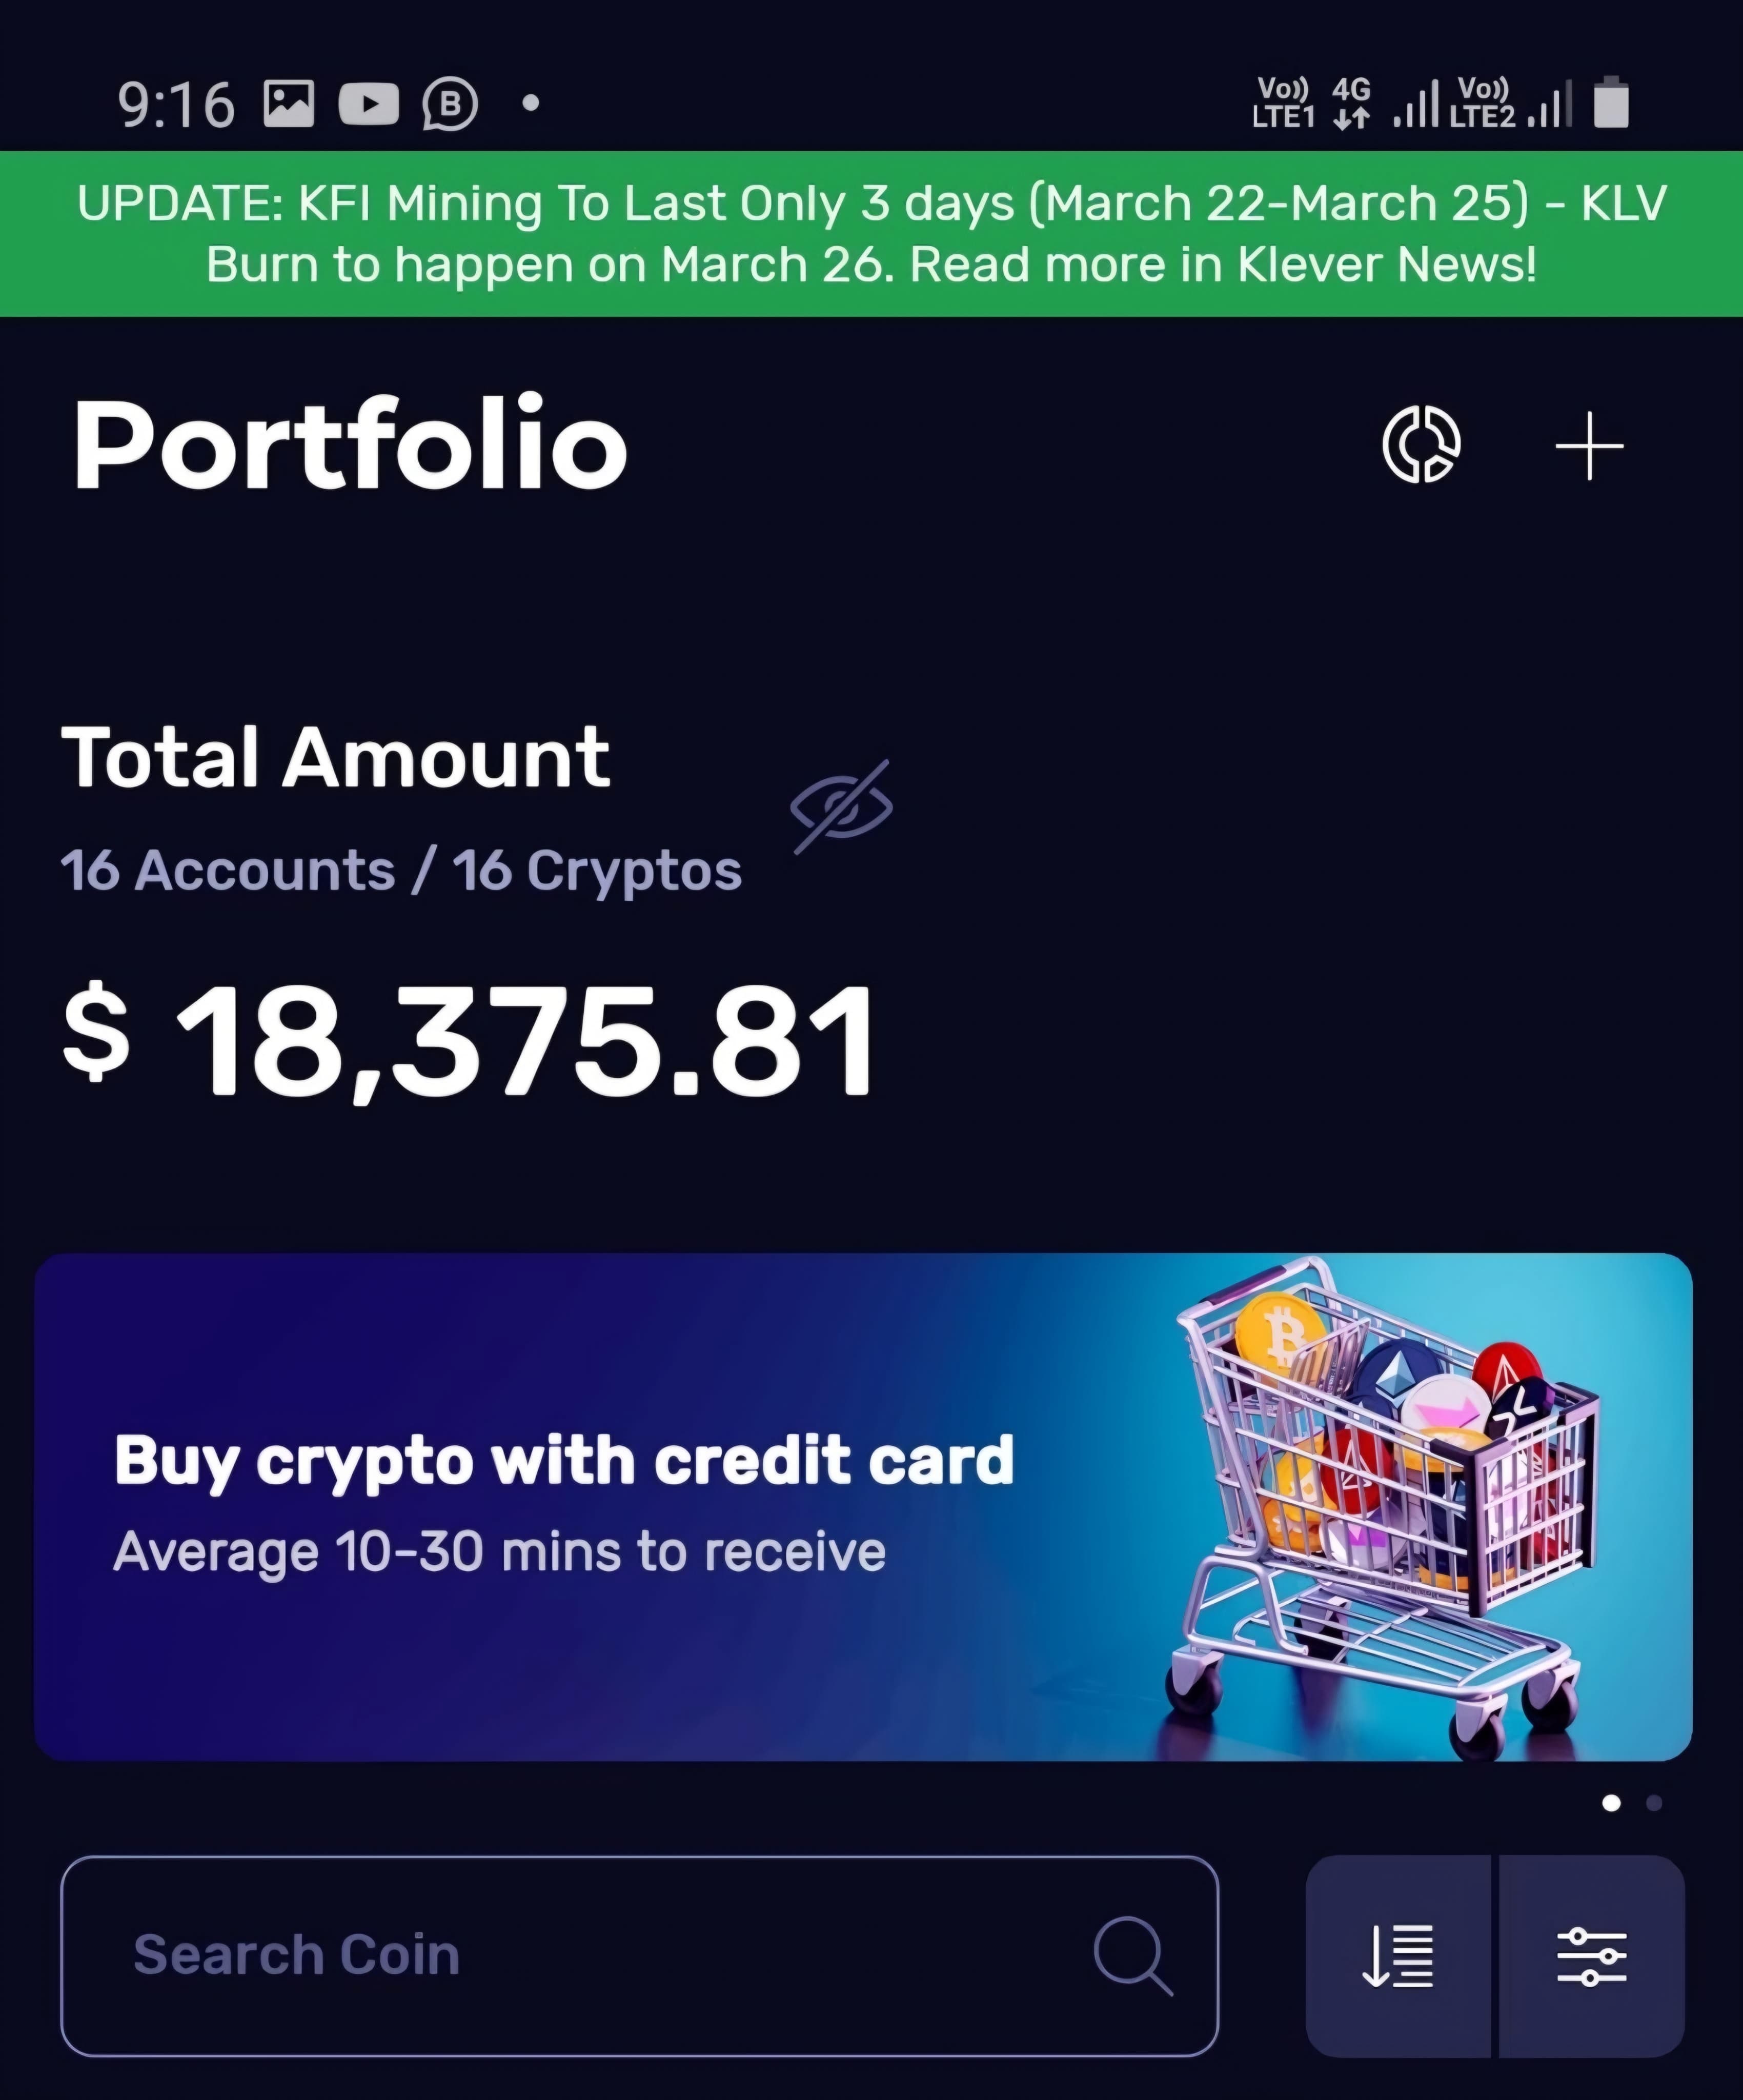 9:16
Vo)) LTE1 4G Vo)) LTE2
UPDATE: KFI Mining To Last Only 3 days (March 22-March 25) - KLV
Burn to happen on March 26. Read more in Klever News!
Portfolio
Total Amount
16 Accounts / 16 Cryptos
$ 18,375.81
Buy crypto with credit card
Average 10-30 mins to receive
Search Coin